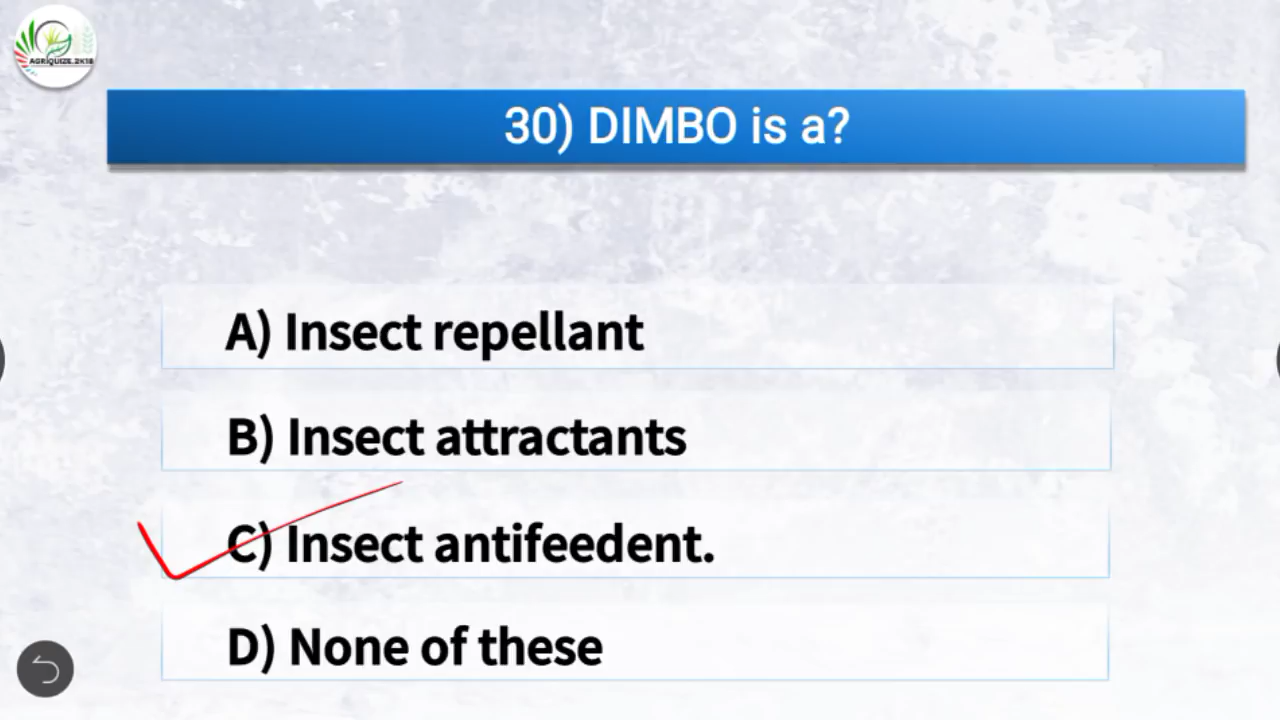 AGRIQUIZE.2K18
30) DIMBO is a?
A) Insect repellant
B) Insect attractants
C) Insect antifeedent.
D) None of these